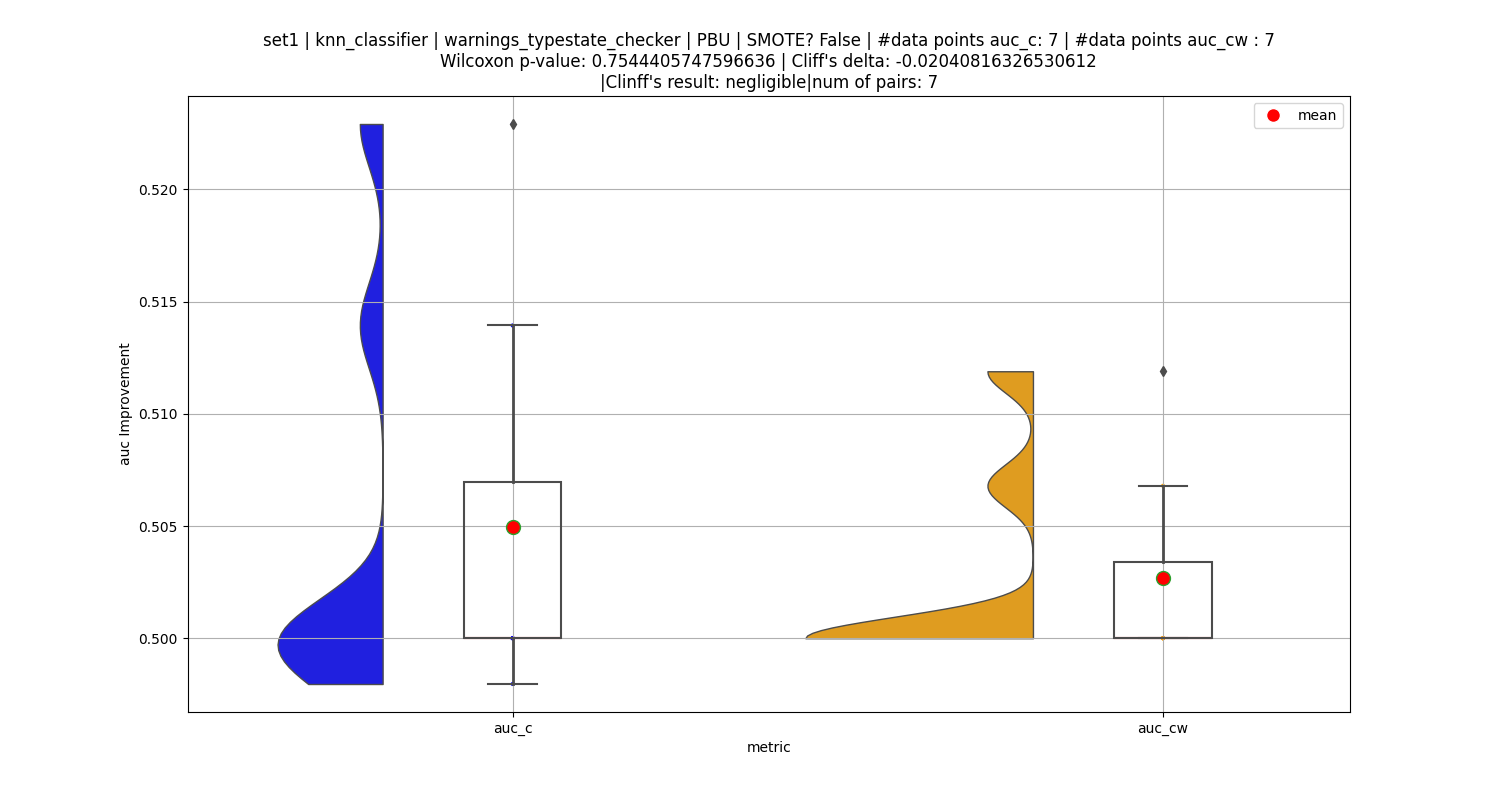 set1 | knn_classifier | warnings_typestate_checker | PBU | SMOTE? False | #data points auc_c: 7 | #data points auc_cw : 7
Wilcoxon p-value: 0.7544405747596636 | Cliff's delta: -0.02040816326530612
|Clinff's result: negligible|num of pairs: 7
mean
0.520
0.515
0.510
0.505
0.500
auc Improvement
auc_c
auc_cw
metric